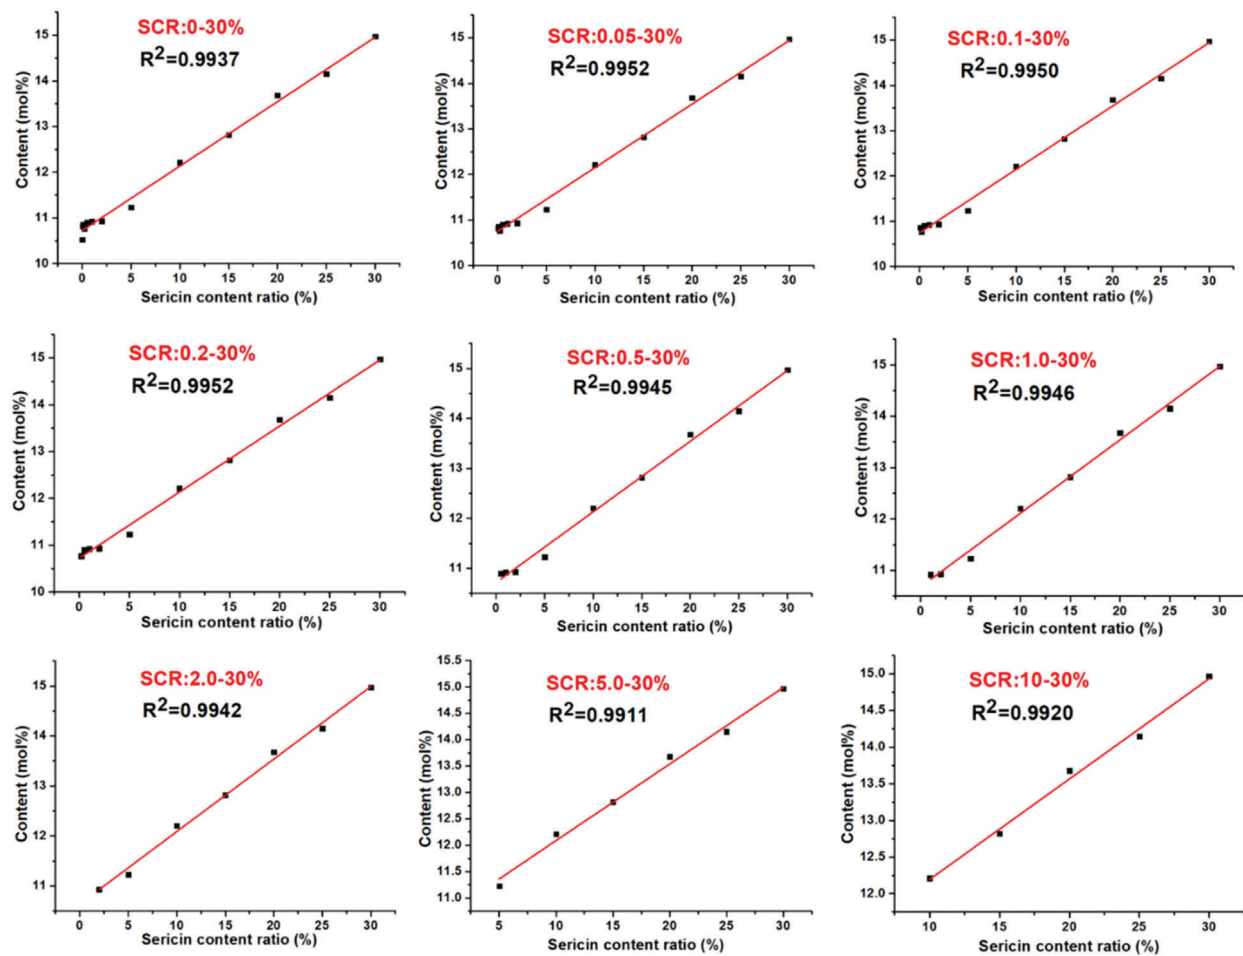 SCR:0-30%
R²=0.9937
Content (mol%)
15
14
13
12
11
10
0 5 10 15 20 25 30
Sericin content ratio (%)
SCR:0.05-30%
R²=0.9952
Content (mol%)
15
14
13
12
11
10
0 5 10 15 20 25 30
Sericin content ratio (%)
SCR:0.1-30%
R²=0.9950
Content (mol%)
15
14
13
12
11
10
0 5 10 15 20 25 30
Sericin content ratio (%)
SCR:0.2-30%
R²=0.9952
Content (mol%)
15
14
13
12
11
10
0 5 10 15 20 25 30
Sericin content ratio (%)
SCR:0.5-30%
R²=0.9945
Content (mol%)
15
14
13
12
11
0 5 10 15 20 25 30
Sericin content ratio (%)
SCR:1.0-30%
R²=0.9946
Content (mol%)
15
14
13
12
11
0 5 10 15 20 25 30
Sericin content ratio (%)
SCR:2.0-30%
R²=0.9942
Content (mol%)
15
14
13
12
11
0 5 10 15 20 25 30
Sericin content ratio (%)
SCR:5.0-30%
R²=0.9911
Content (mol%)
15.5
15.0
14.5
14.0
13.5
13.0
12.5
12.0
11.5
11.0
5 10 15 20 25 30
Sericin content ratio (%)
SCR:10-30%
R²=0.9920
Content (mol%)
15.0
14.5
14.0
13.5
13.0
12.5
12.0
10 15 20 25 30
Sericin content ratio (%)